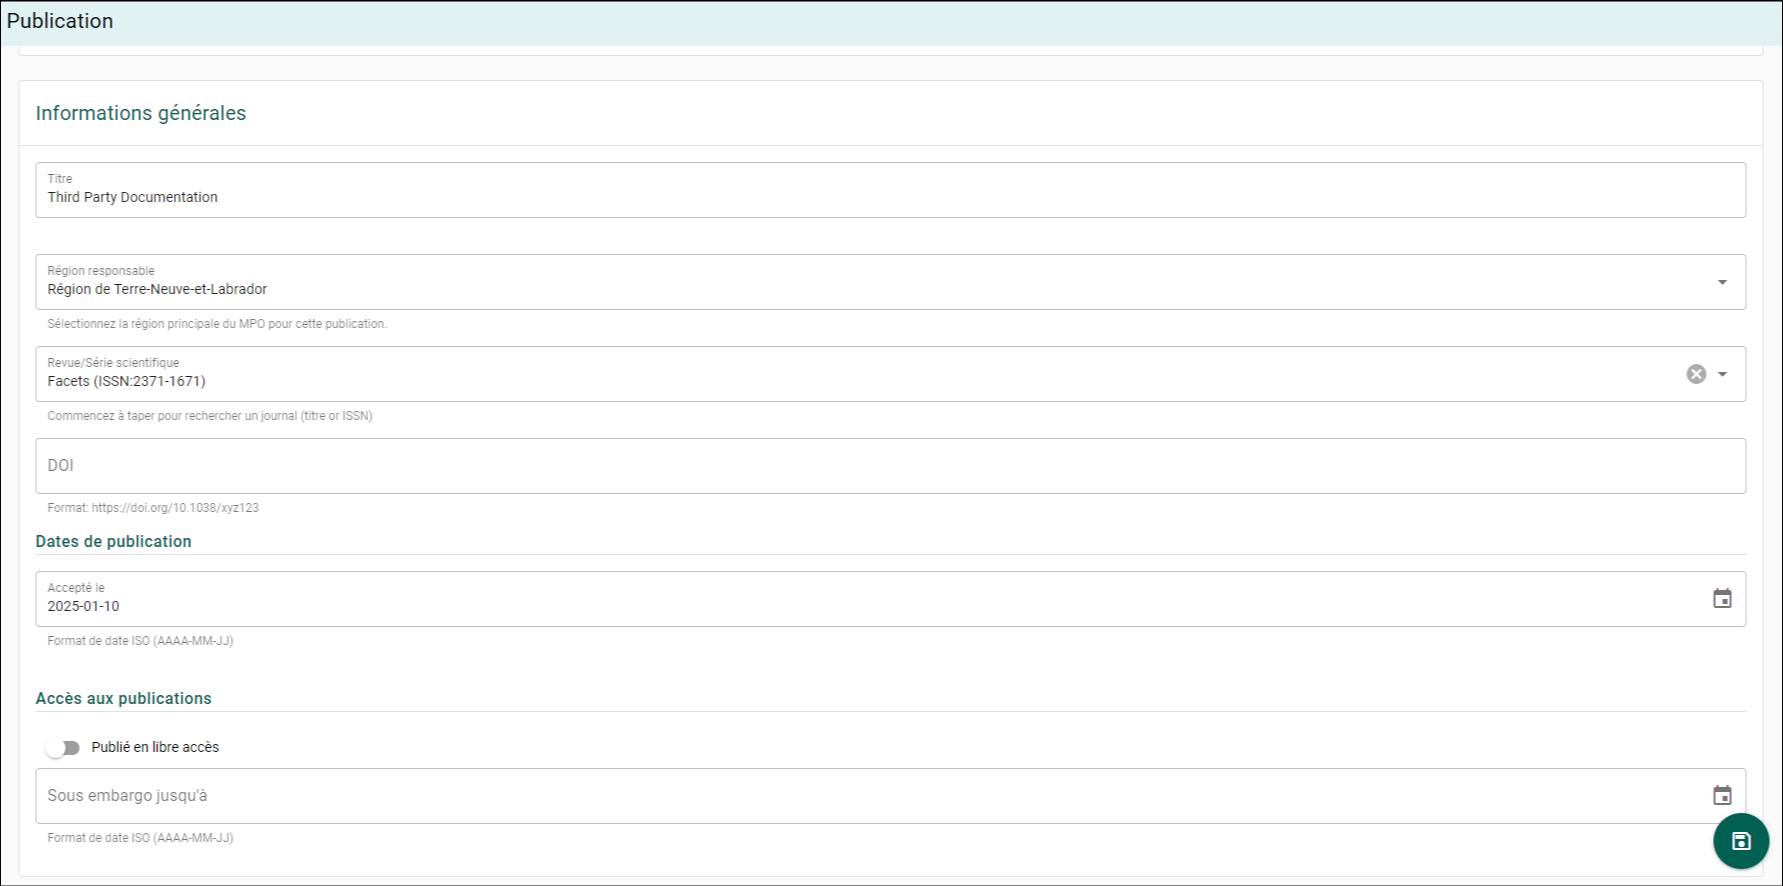 Publication
Informations générales
Titre
Third Party Documentation
Région responsable
Région de Terre-Neuve-et-Labrador
Sélectionnez la région principale du MPO pour cette publication.
Revue/Série scientifique
Facets (ISSN:2371-1671)
Commencez à taper pour rechercher un journal (titre or ISSN)
DOI
Format: https://doi.org/10.1038/xyz123
Dates de publication
Accepté le
2025-01-10
Format de date ISO (AAAA-MM-JJ)
Accès aux publications
Publié en libre accès
Sous embargo jusqu'à
Format de date ISO (AAAA-MM-JJ)